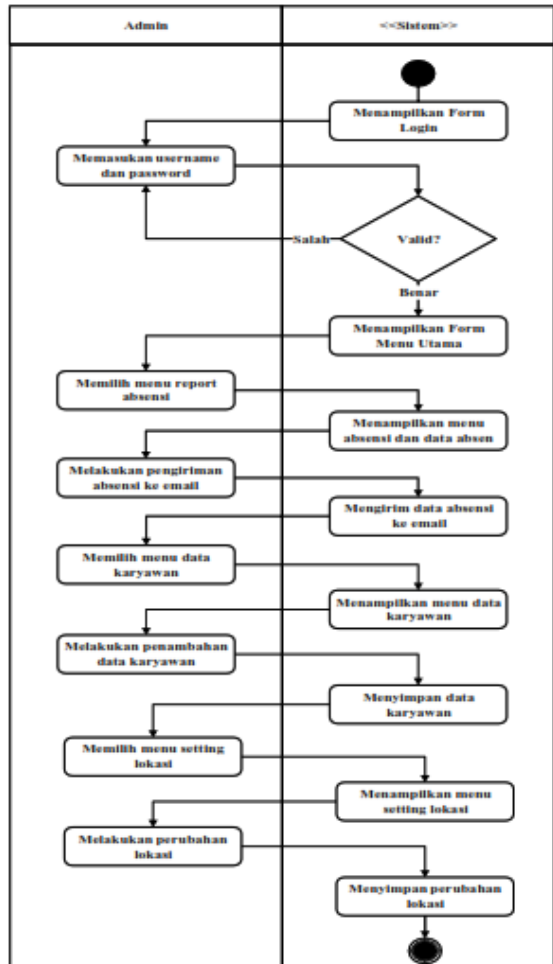 Admin
<<Sistem>>
Menampilkan Form
Login
Memasukan username
dan password
Valid?
Salah
Benar
Menampilkan Form
Menu Utama
Memilih menu report
absensi
Menampilkan menu
absensi dan data absen
Melakukan pengiriman
absensi ke email
Mengirim data absensi
ke email
Memilih menu data
karyawan
Menampilkan menu data
karyawan
Melakukan penambahan
data karyawan
Menyimpan data
karyawan
Memilih menu setting
lokasi
Menampilkan menu
setting lokasi
Melakukan perubahan
lokasi
Menyimpan perubahan
lokasi